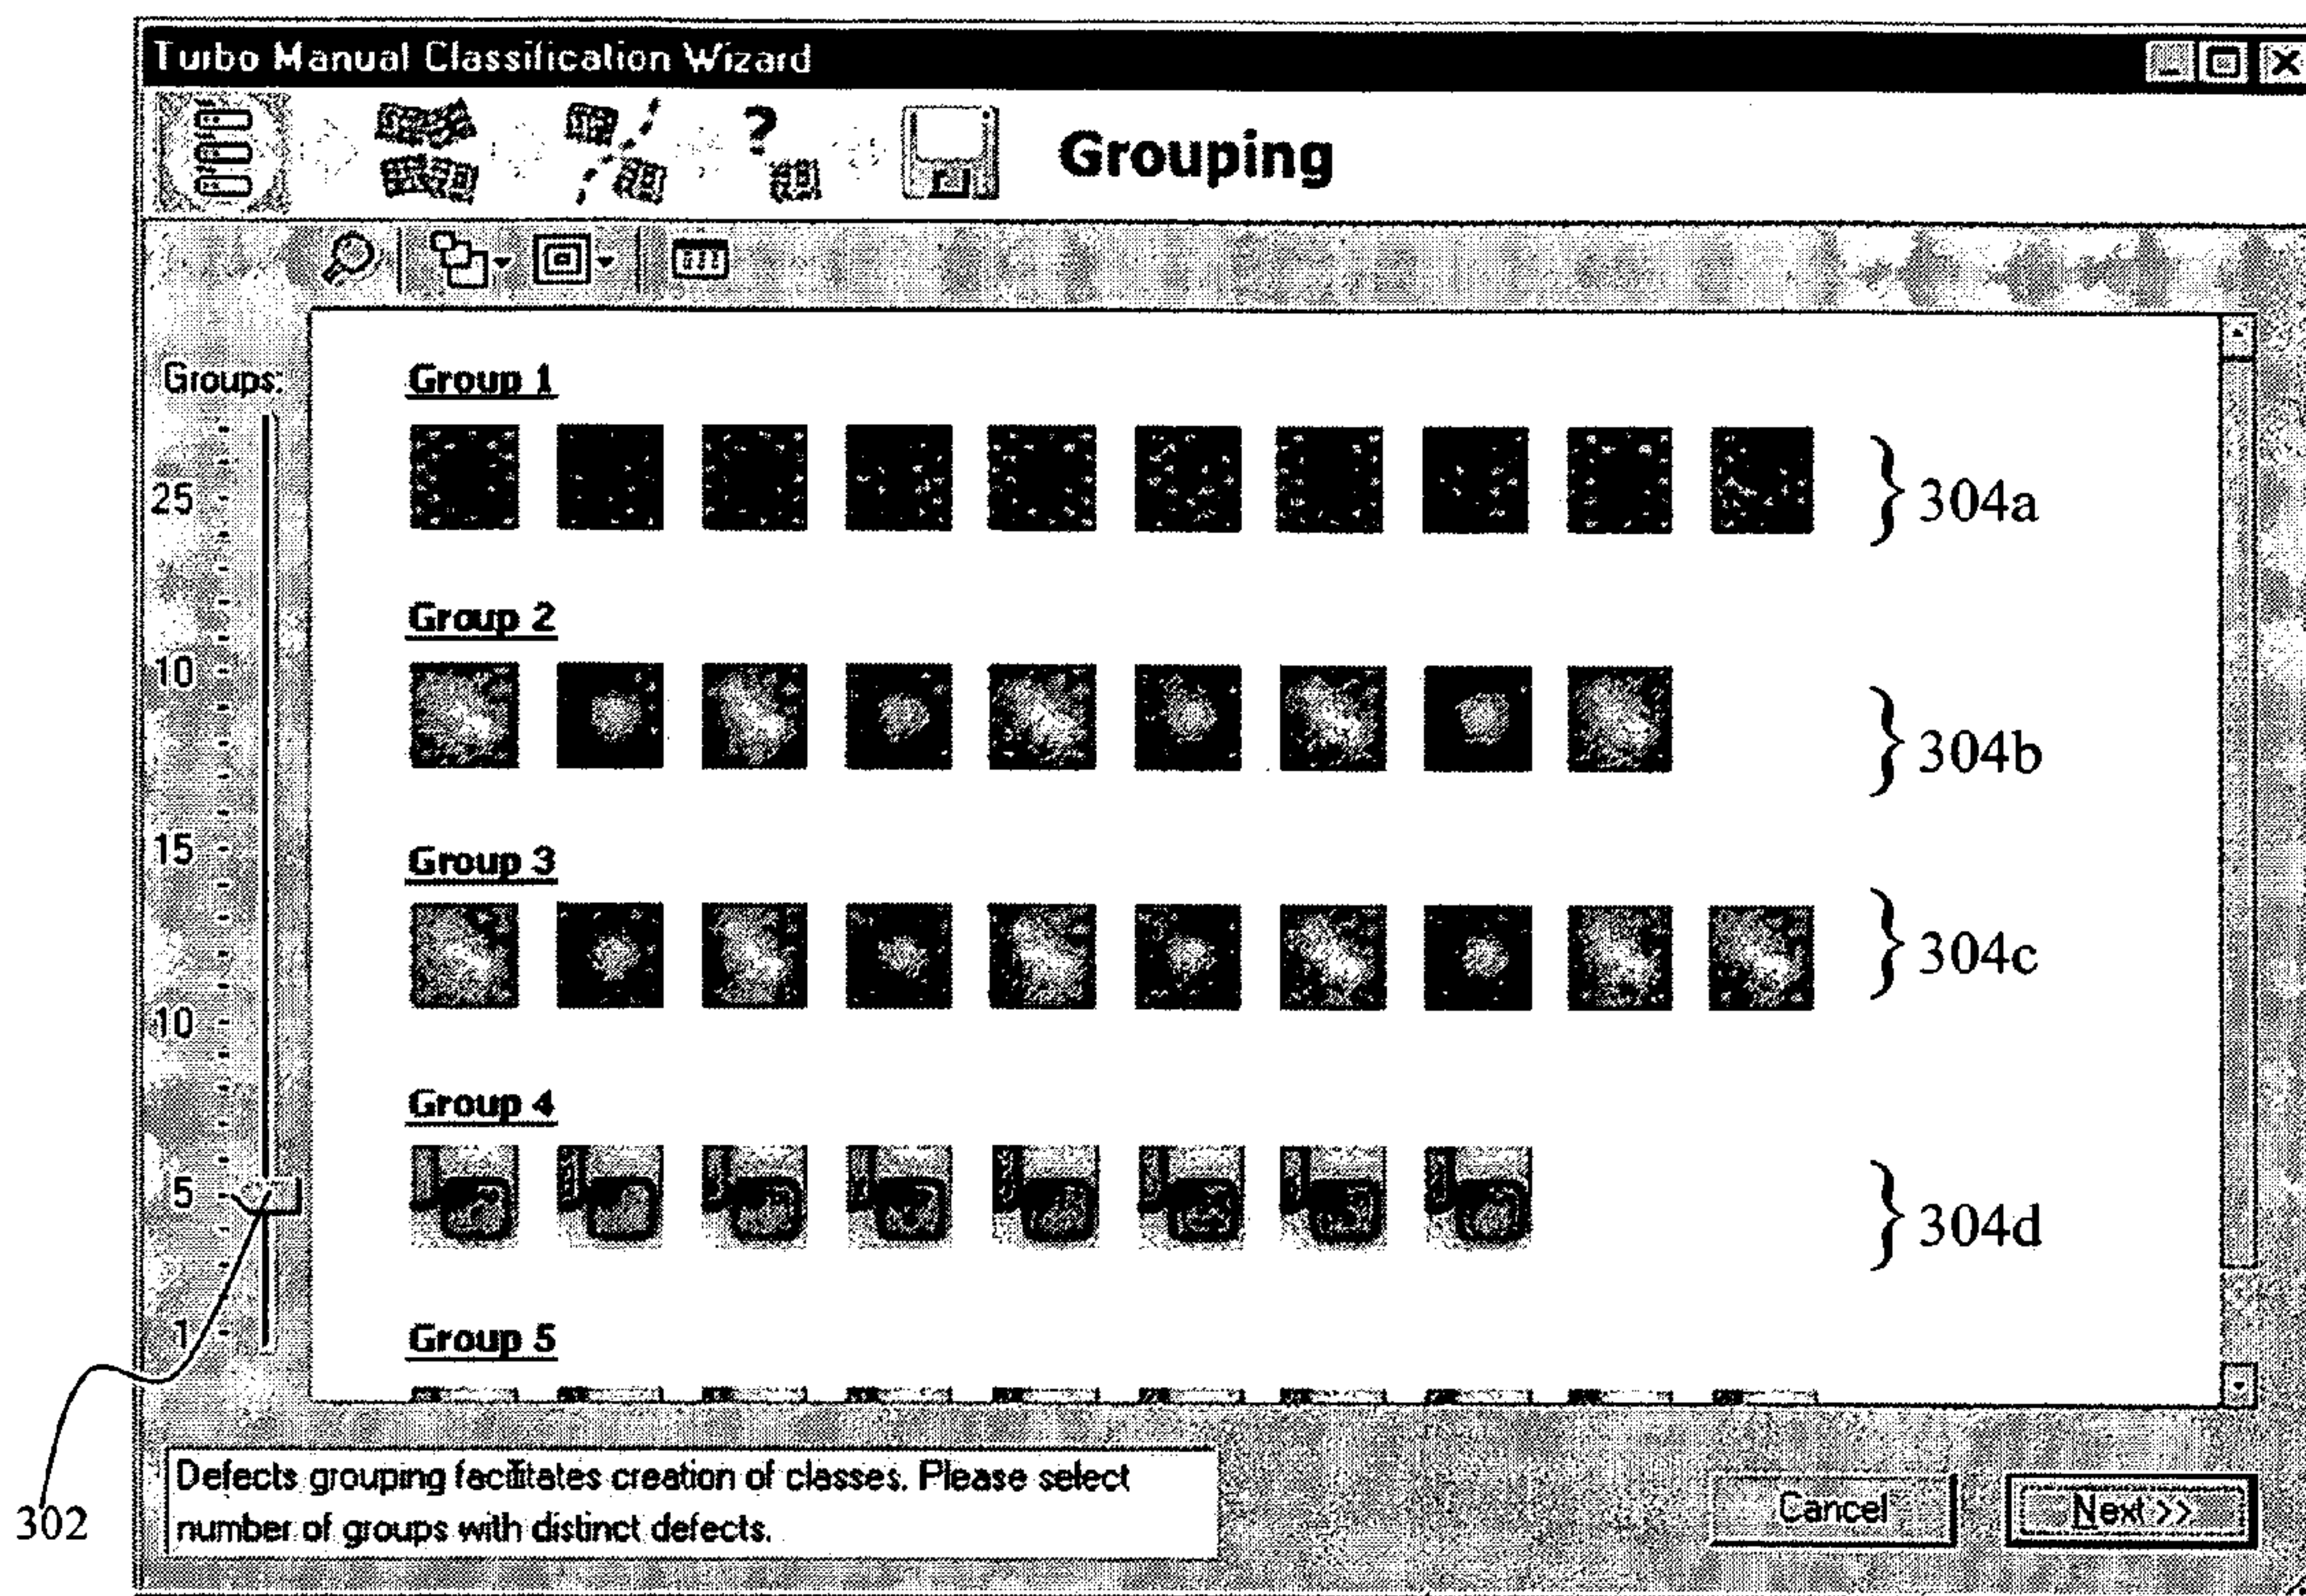 Turbo Manual Classification Wizard
?
Grouping
Groups:
25
10
15
10
5
1
Group 1
304a
Group 2
304b
Group 3
304c
Group 4
304d
Group 5
Defects grouping facilitates creation of classes. Please select
number of groups with distinct defects.
Cancel
Next >>
302